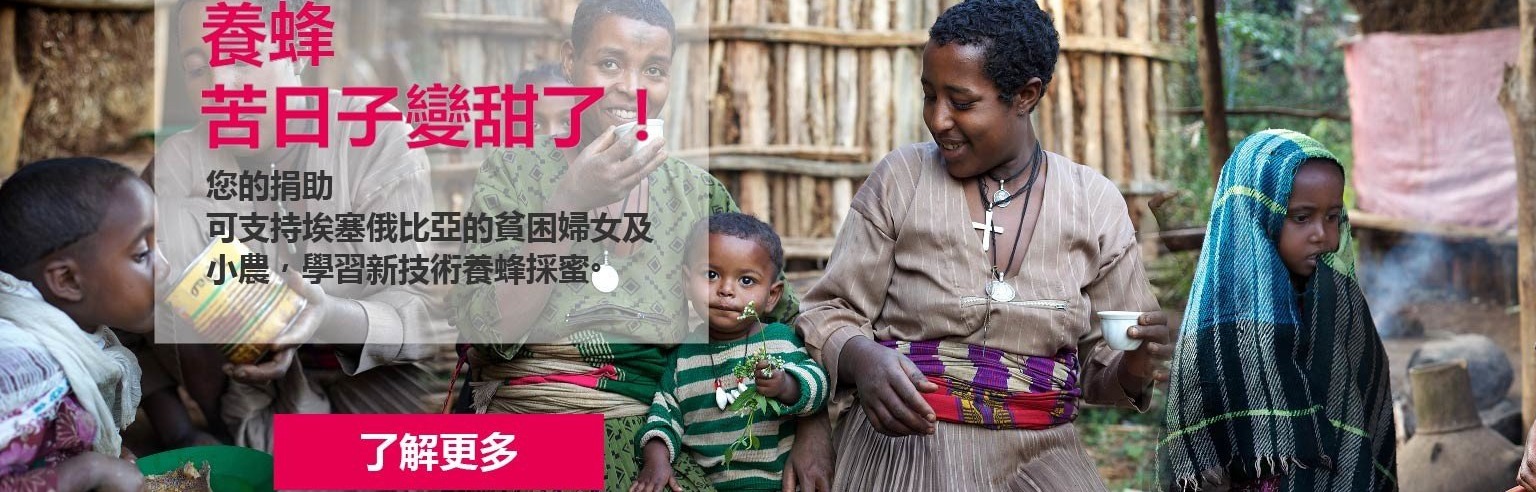 養蜂
苦日子變甜了！
您的捐助
可支持埃塞俄比亞的貧困婦女及
小農，學習新技術養蜂採蜜。
了解更多